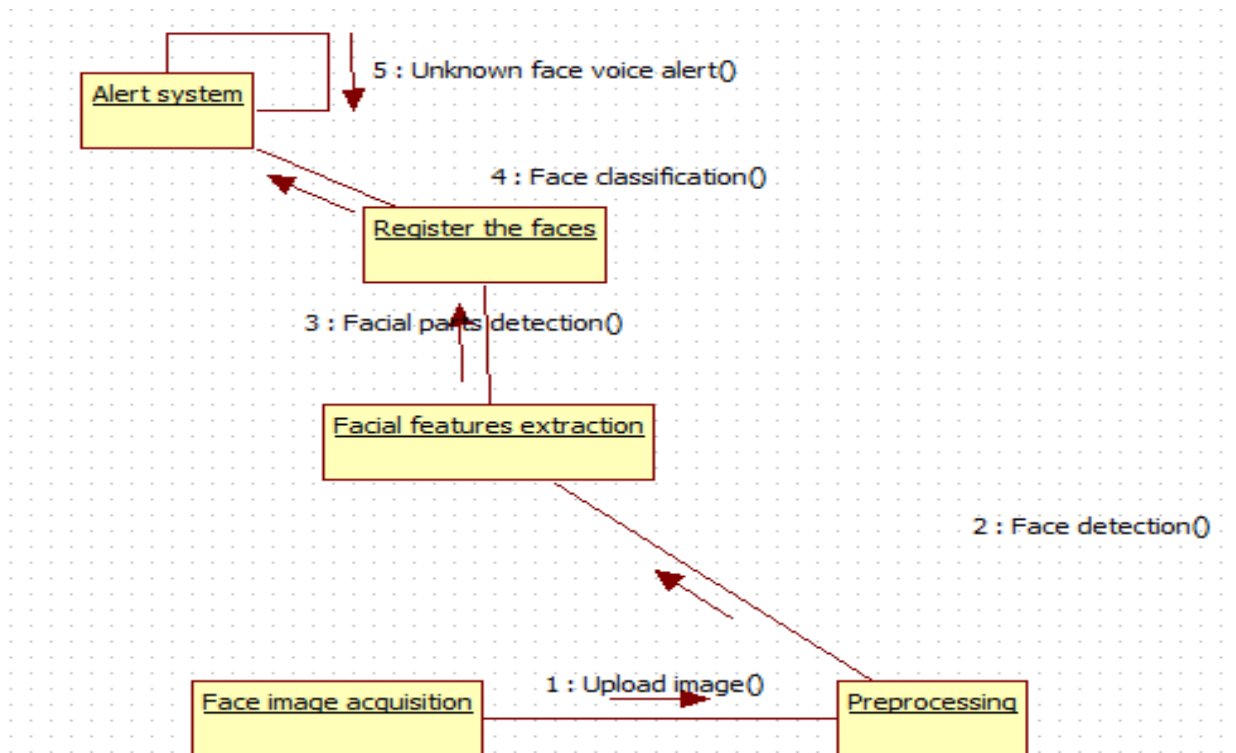 5 : Unknown face voice alert()
Alert system
4 : Face classification()
Register the faces
3 : Facial parts detection()
Facial features extraction
2 : Face detection()
1 : Upload image()
Face image acquisition
Preprocessing